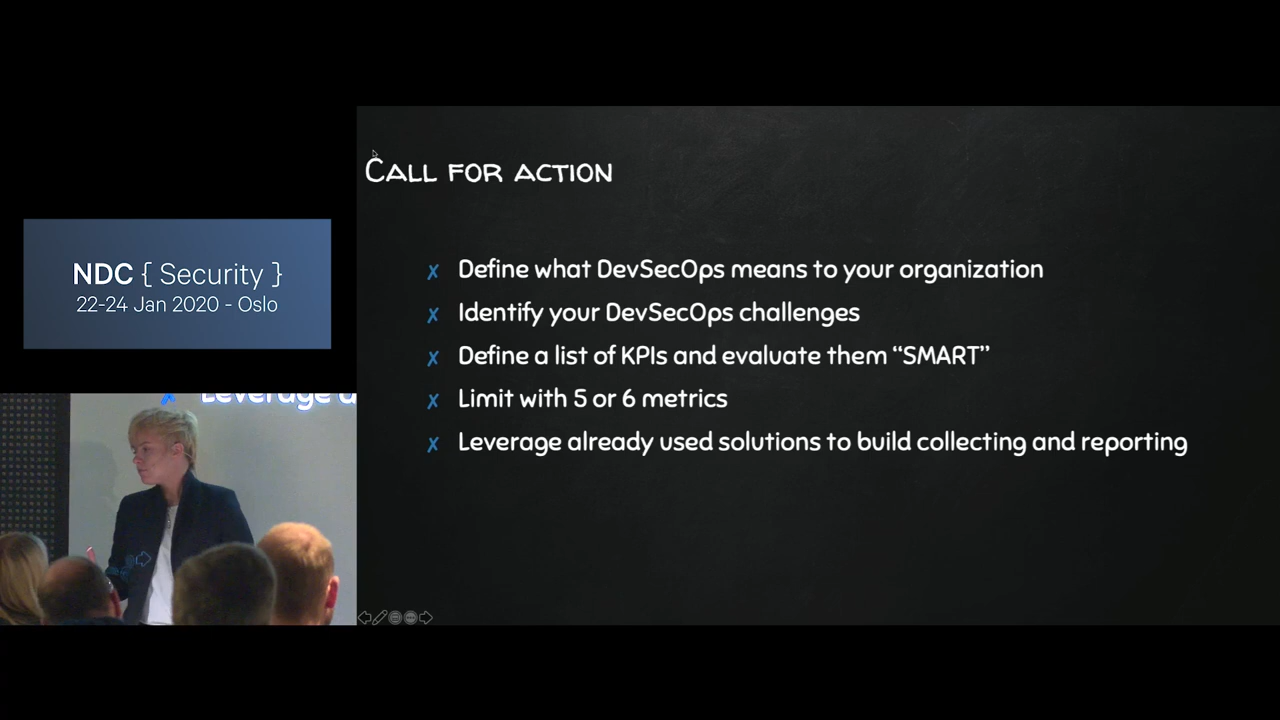 CALL FOR ACTION
NDC { Security }
22-24 Jan 2020 - Oslo
✗ Define what DevSecOps means to your organization
✗ Identify your DevSecOps challenges
✗ Define a list of KPIs and evaluate them “SMART”
✗ Limit with 5 or 6 metrics
✗ Leverage already used solutions to build collecting and reporting
✗ Leverage a